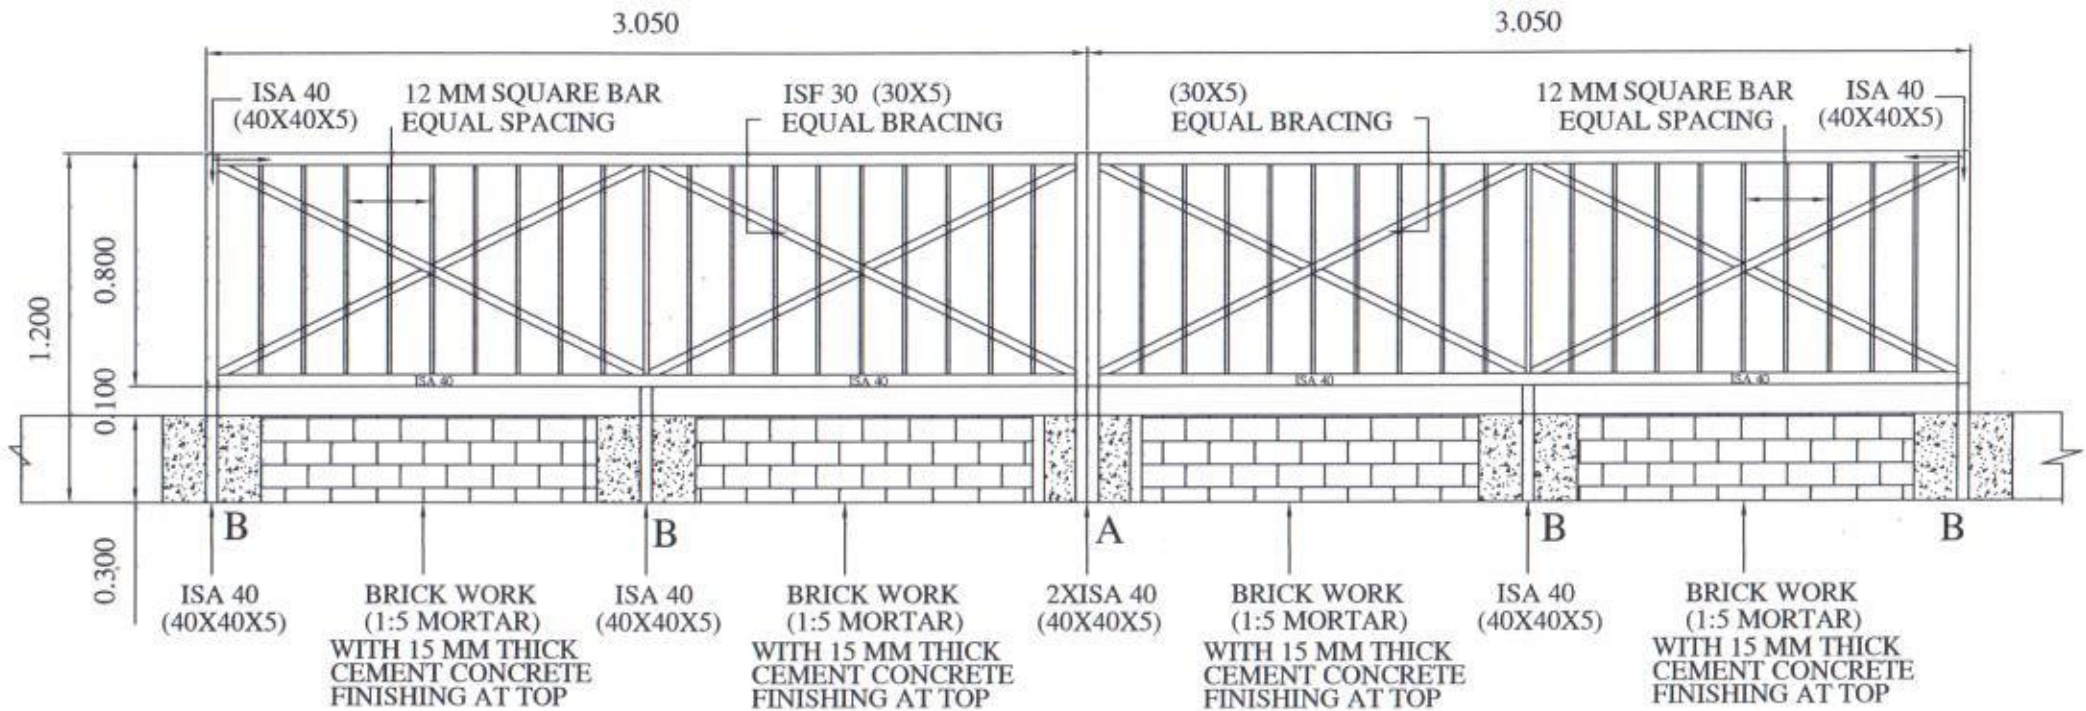 3.050
3.050
ISA 40
(40X40X5)
12 MM SQUARE BAR
EQUAL SPACING
ISF 30 (30X5)
EQUAL BRACING
(30X5)
EQUAL BRACING
12 MM SQUARE BAR
EQUAL SPACING
ISA 40
(40X40X5)
1.200
0.800
0.100
0.300
ISA 40
ISA 40
ISA 40
ISA 40
B
B
A
B
B
ISA 40
(40X40X5)
BRICK WORK
(1:5 MORTAR)
WITH 15 MM THICK
CEMENT CONCRETE
FINISHING AT TOP
ISA 40
(40X40X5)
BRICK WORK
(1:5 MORTAR)
WITH 15 MM THICK
CEMENT CONCRETE
FINISHING AT TOP
2XISA 40
(40X40X5)
BRICK WORK
(1:5 MORTAR)
WITH 15 MM THICK
CEMENT CONCRETE
FINISHING AT TOP
ISA 40
(40X40X5)
BRICK WORK
(1:5 MORTAR)
WITH 15 MM THICK
CEMENT CONCRETE
FINISHING AT TOP